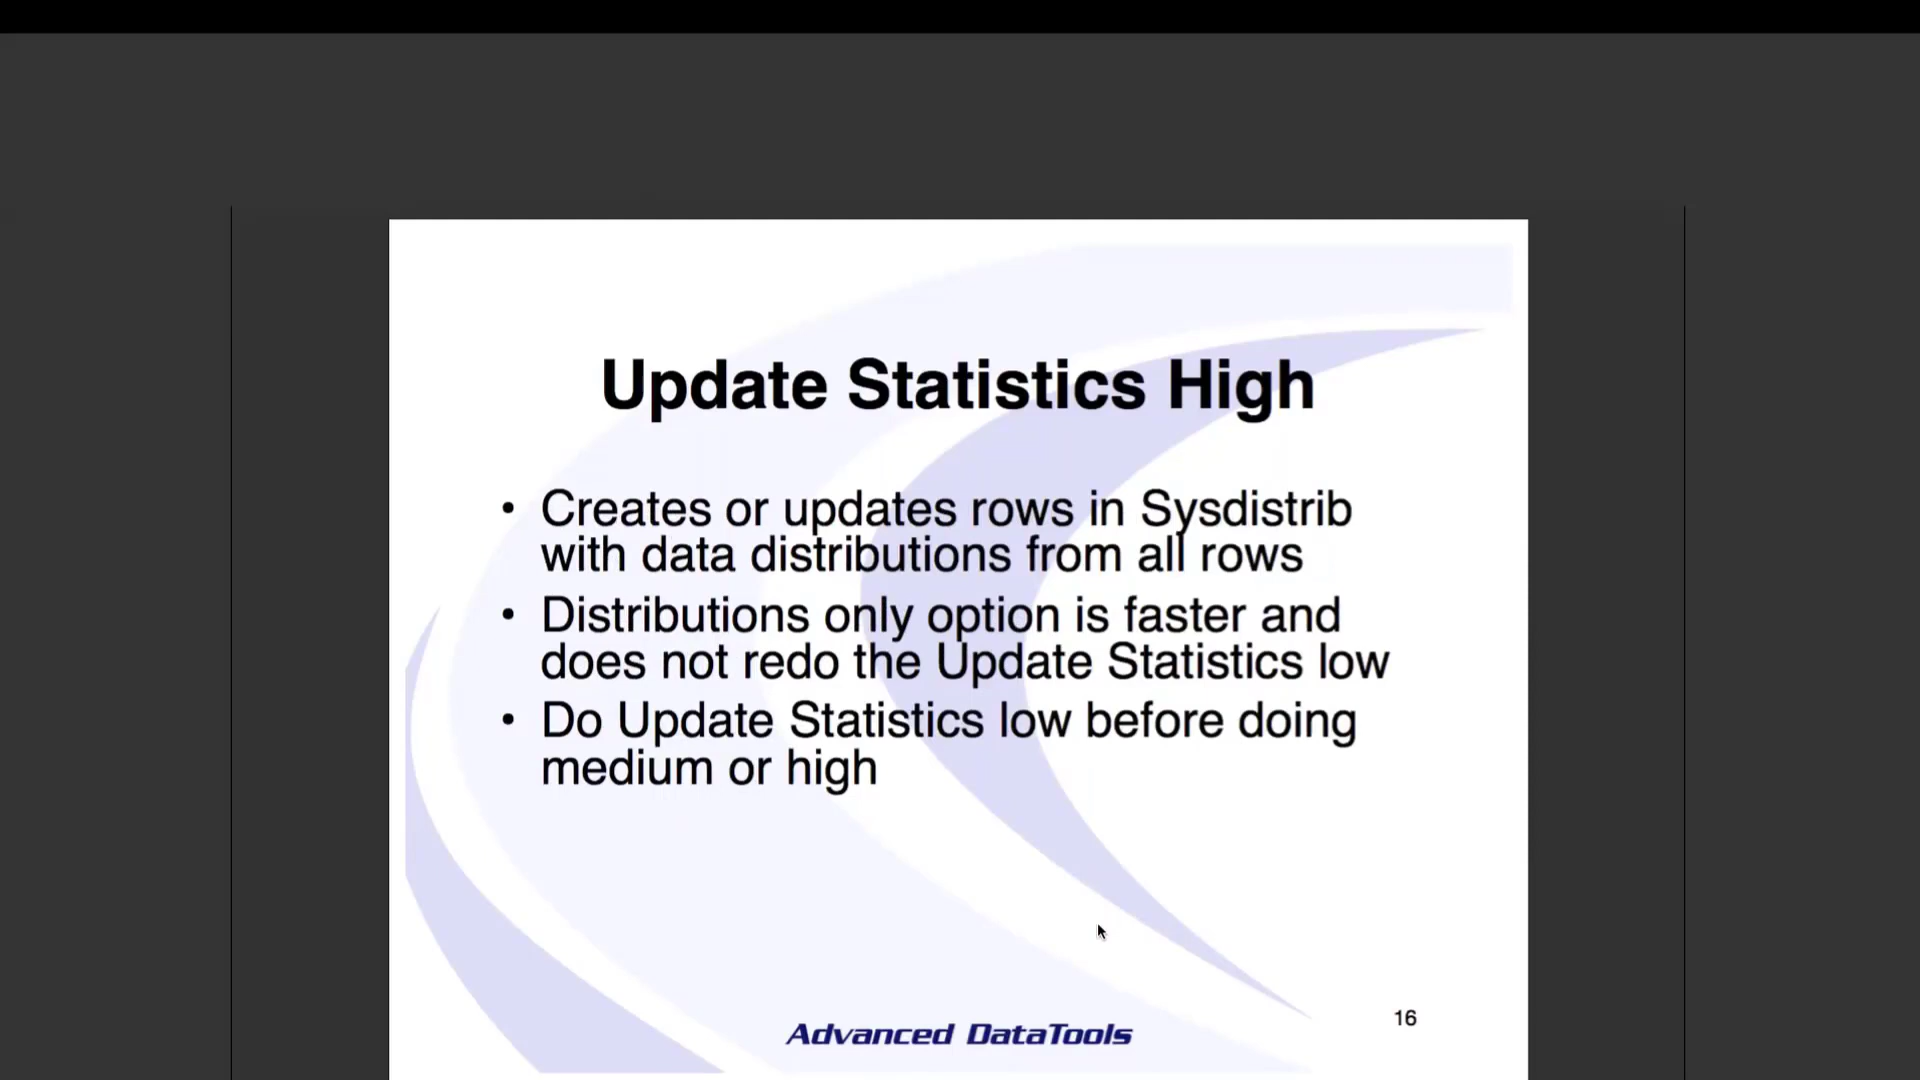 Update Statistics High
• Creates or updates rows in Sysdistrib
with data distributions from all rows
• Distributions only option is faster and
does not redo the Update Statistics low
• Do Update Statistics low before doing
medium or high
Advanced DataTools
16